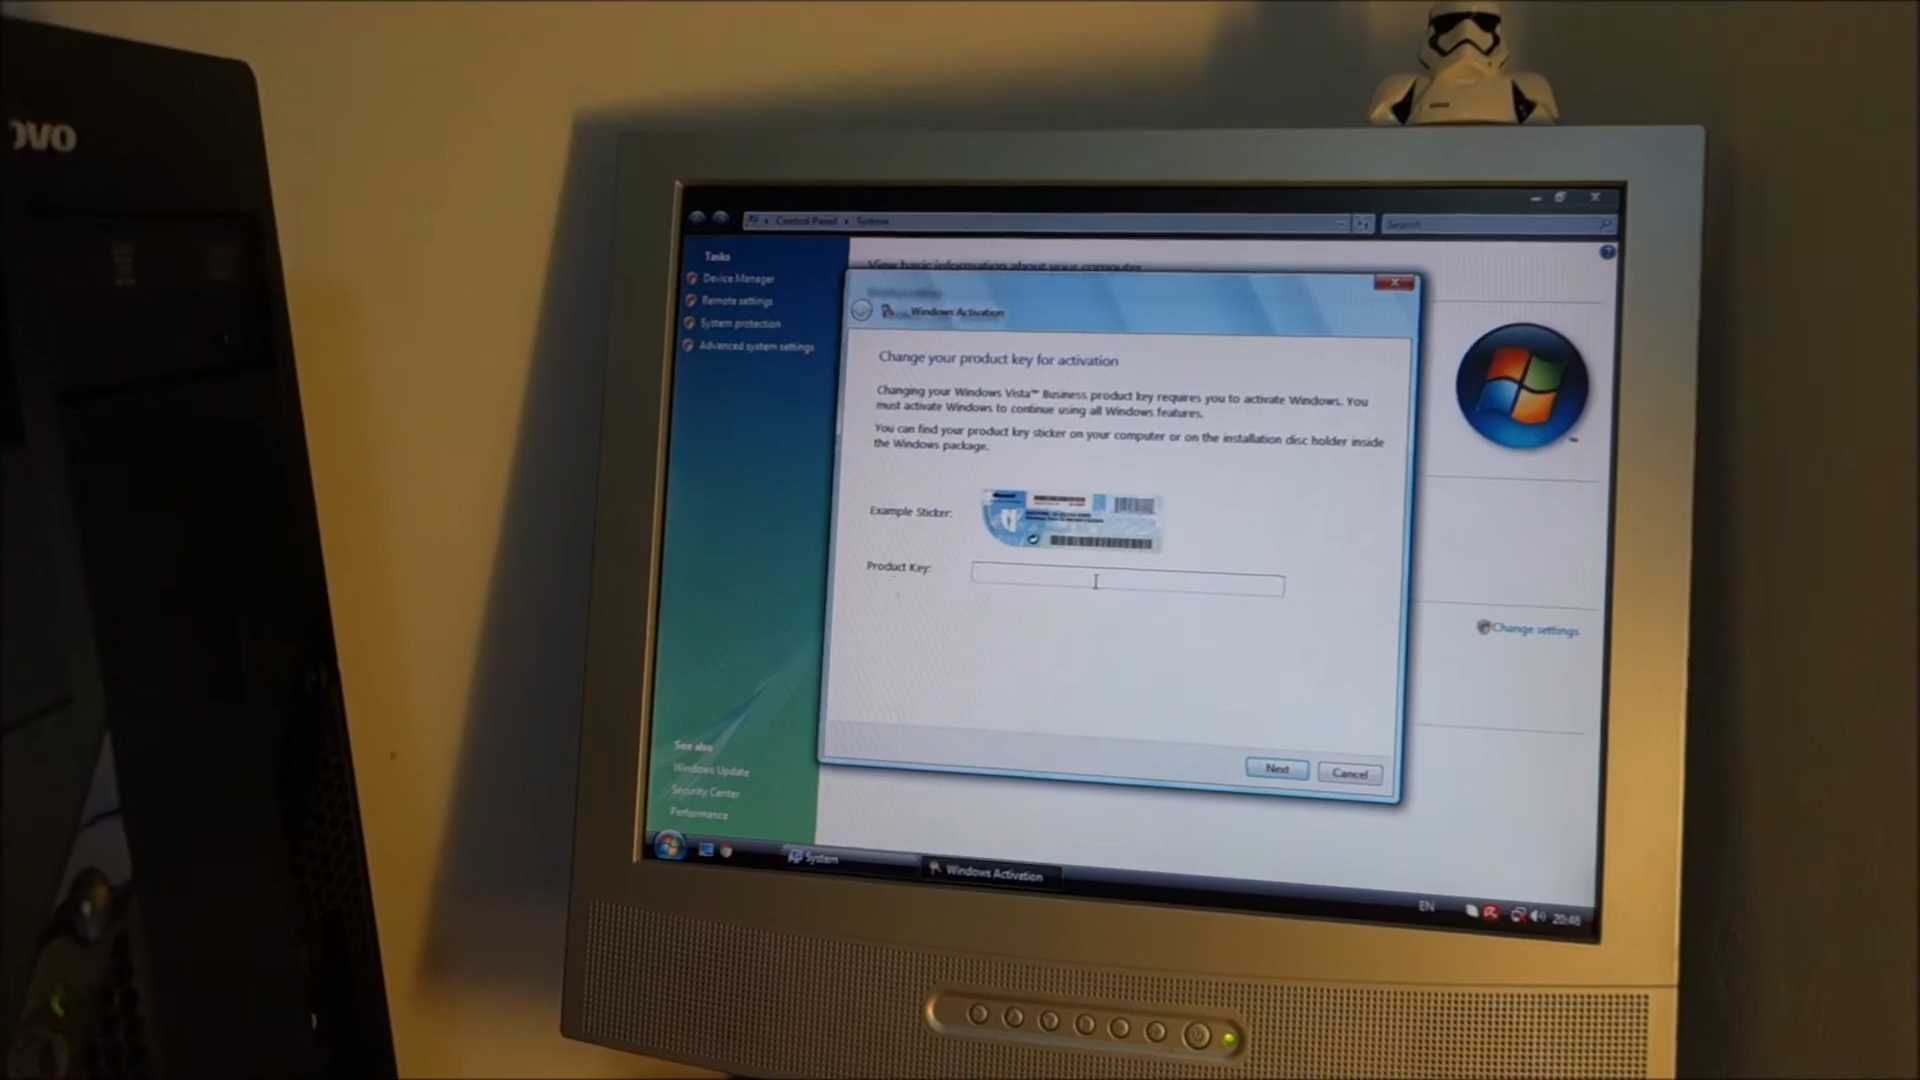 ovo
Control Panel System
Search
Tasks
View basic information about your computer
Device Manager
Remote settings
Windows Activation
System protection
Advanced system settings
Change your product key for activation
Changing your Windows Vista™ Business product key requires you to activate Windows. You
must activate Windows to continue using all Windows features.
You can find your product key sticker on your computer or on the installation disc holder inside
the Windows package.
Example Sticker:
Product Key:
Change settings
See also
Windows Update
Security Center
Performance
Next
Cancel
System
Windows Activation
EN
20:46